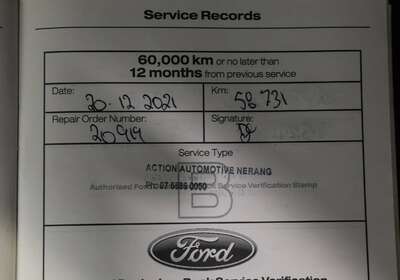 Service Records
60,000 km or no later than
12 months from previous service
Date: 20-12-2021 Km: 58 731
Repair Order Number: Signature:
20919
Service Type
ACTION AUTOMOTIVE NERANG
Authorised Ford Service Verification Stamp
Ph 07 5596 0050
B
Ford
Service Verification